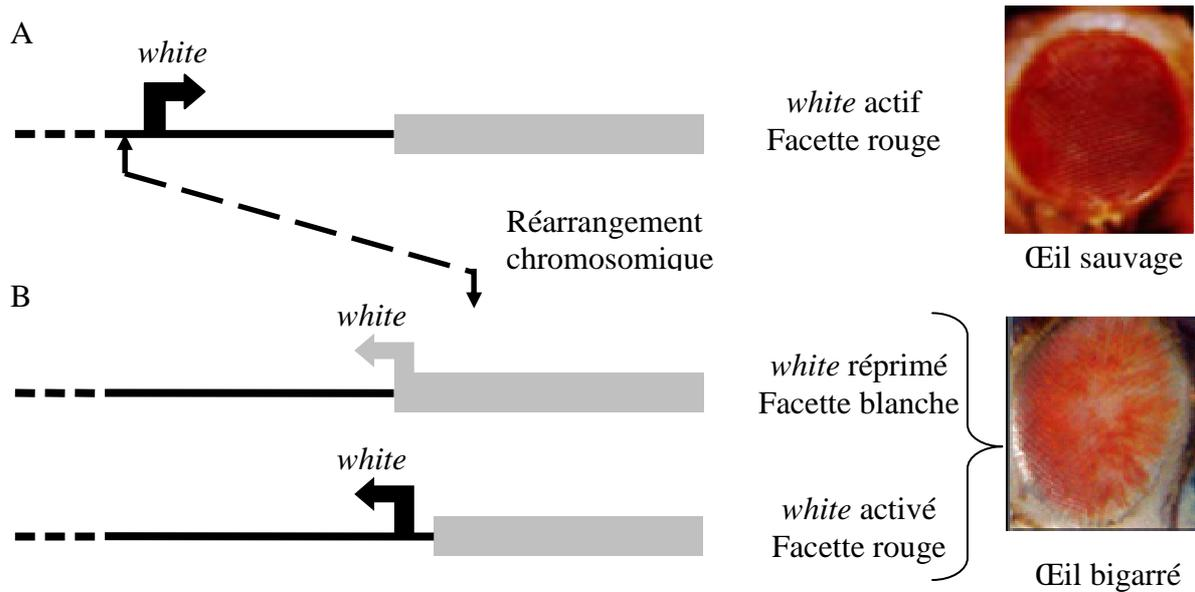 A
white
white actif
Facette rouge
Œil sauvage
Réarrangement
chromosomique
B
white
white réprimé
Facette blanche
white
white activé
Facette rouge
Œil bigarré